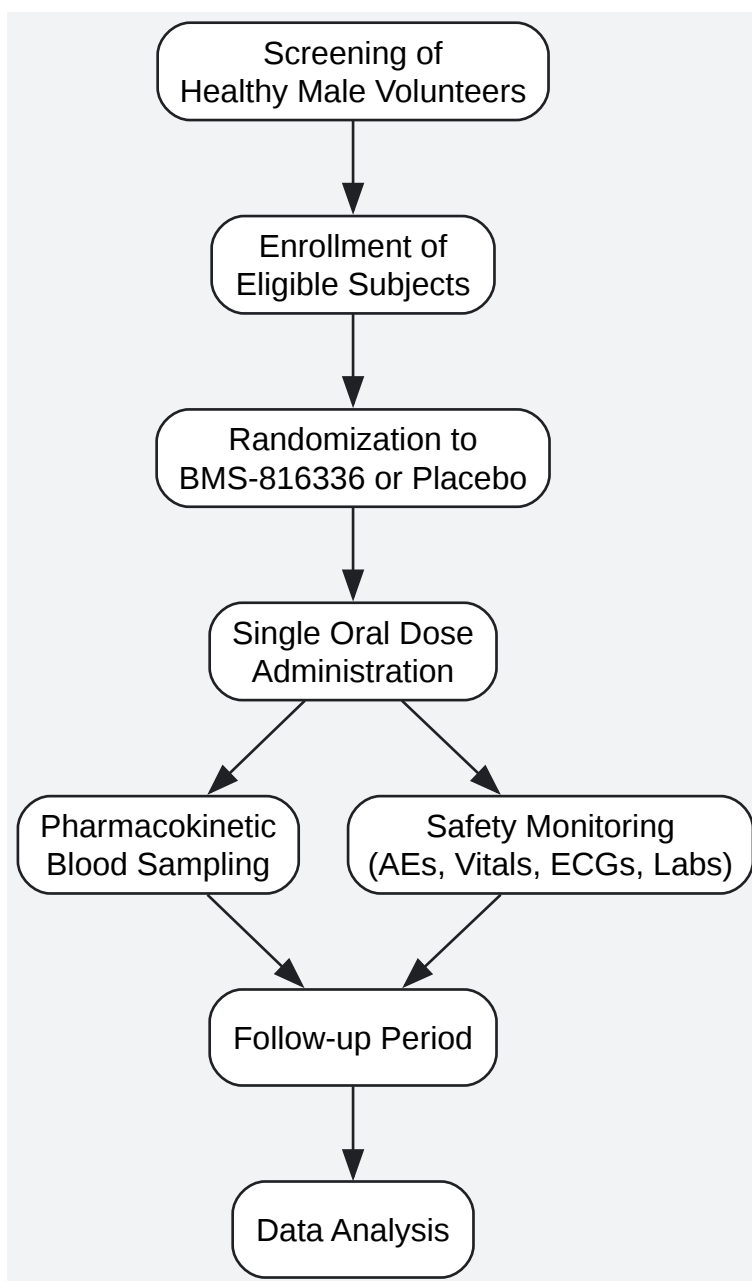 Screening of
Healthy Male Volunteers
Enrollment of
Eligible Subjects
Randomization to
BMS-816336 or Placebo
Single Oral Dose
Administration
Pharmacokinetic
Blood Sampling
Safety Monitoring
(AEs, Vitals, ECGs, Labs)
Follow-up Period
Data Analysis